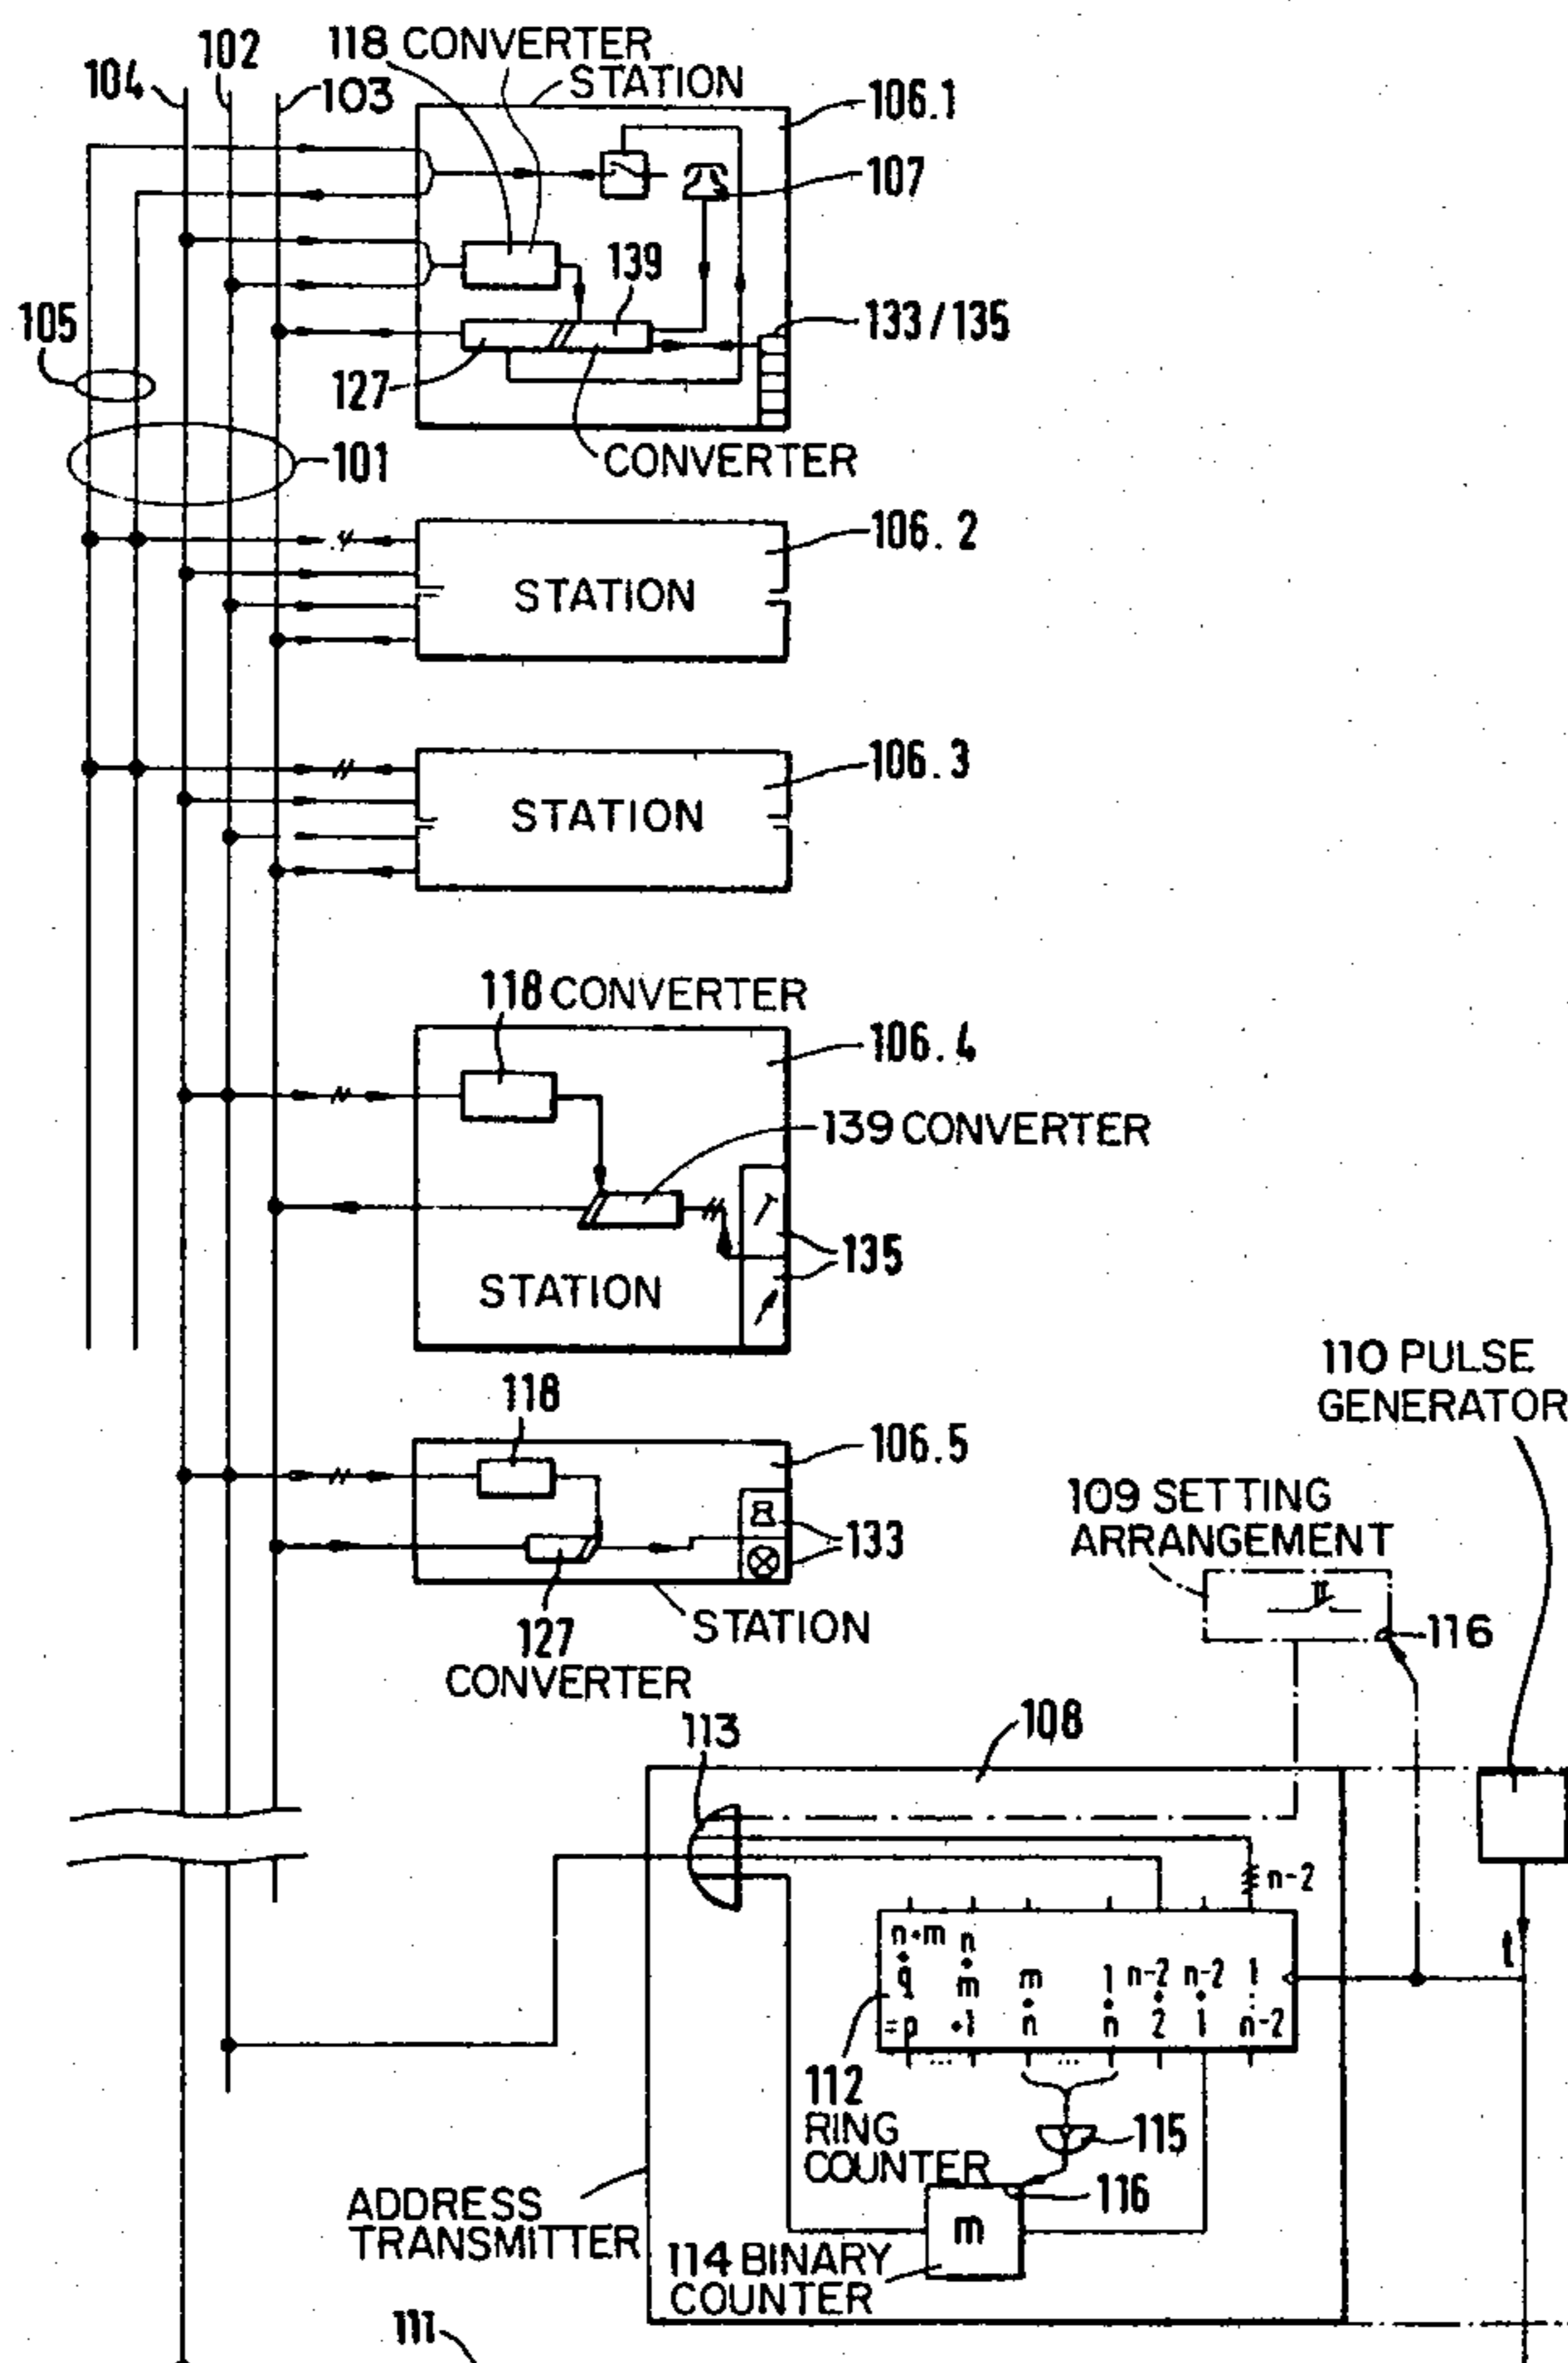 118 CONVERTER
102
STATION
104
103
106.1
107
139
105
133/135
127
101
CONVERTER
106.2
STATION
106.3
STATION
118 CONVERTER
106.4
139 CONVERTER
135
STATION
110 PULSE
GENERATOR
118
106.5
109 SETTING
ARRANGEMENT
133
127
CONVERTER
STATION
116
113
108
n-2
t
n+m n
q m m 1 n-2 n-2 1
=p +1 n n 2 1 n-2
112
RING
COUNTER
115
116
m
ADDRESS
TRANSMITTER
114 BINARY
COUNTER
111